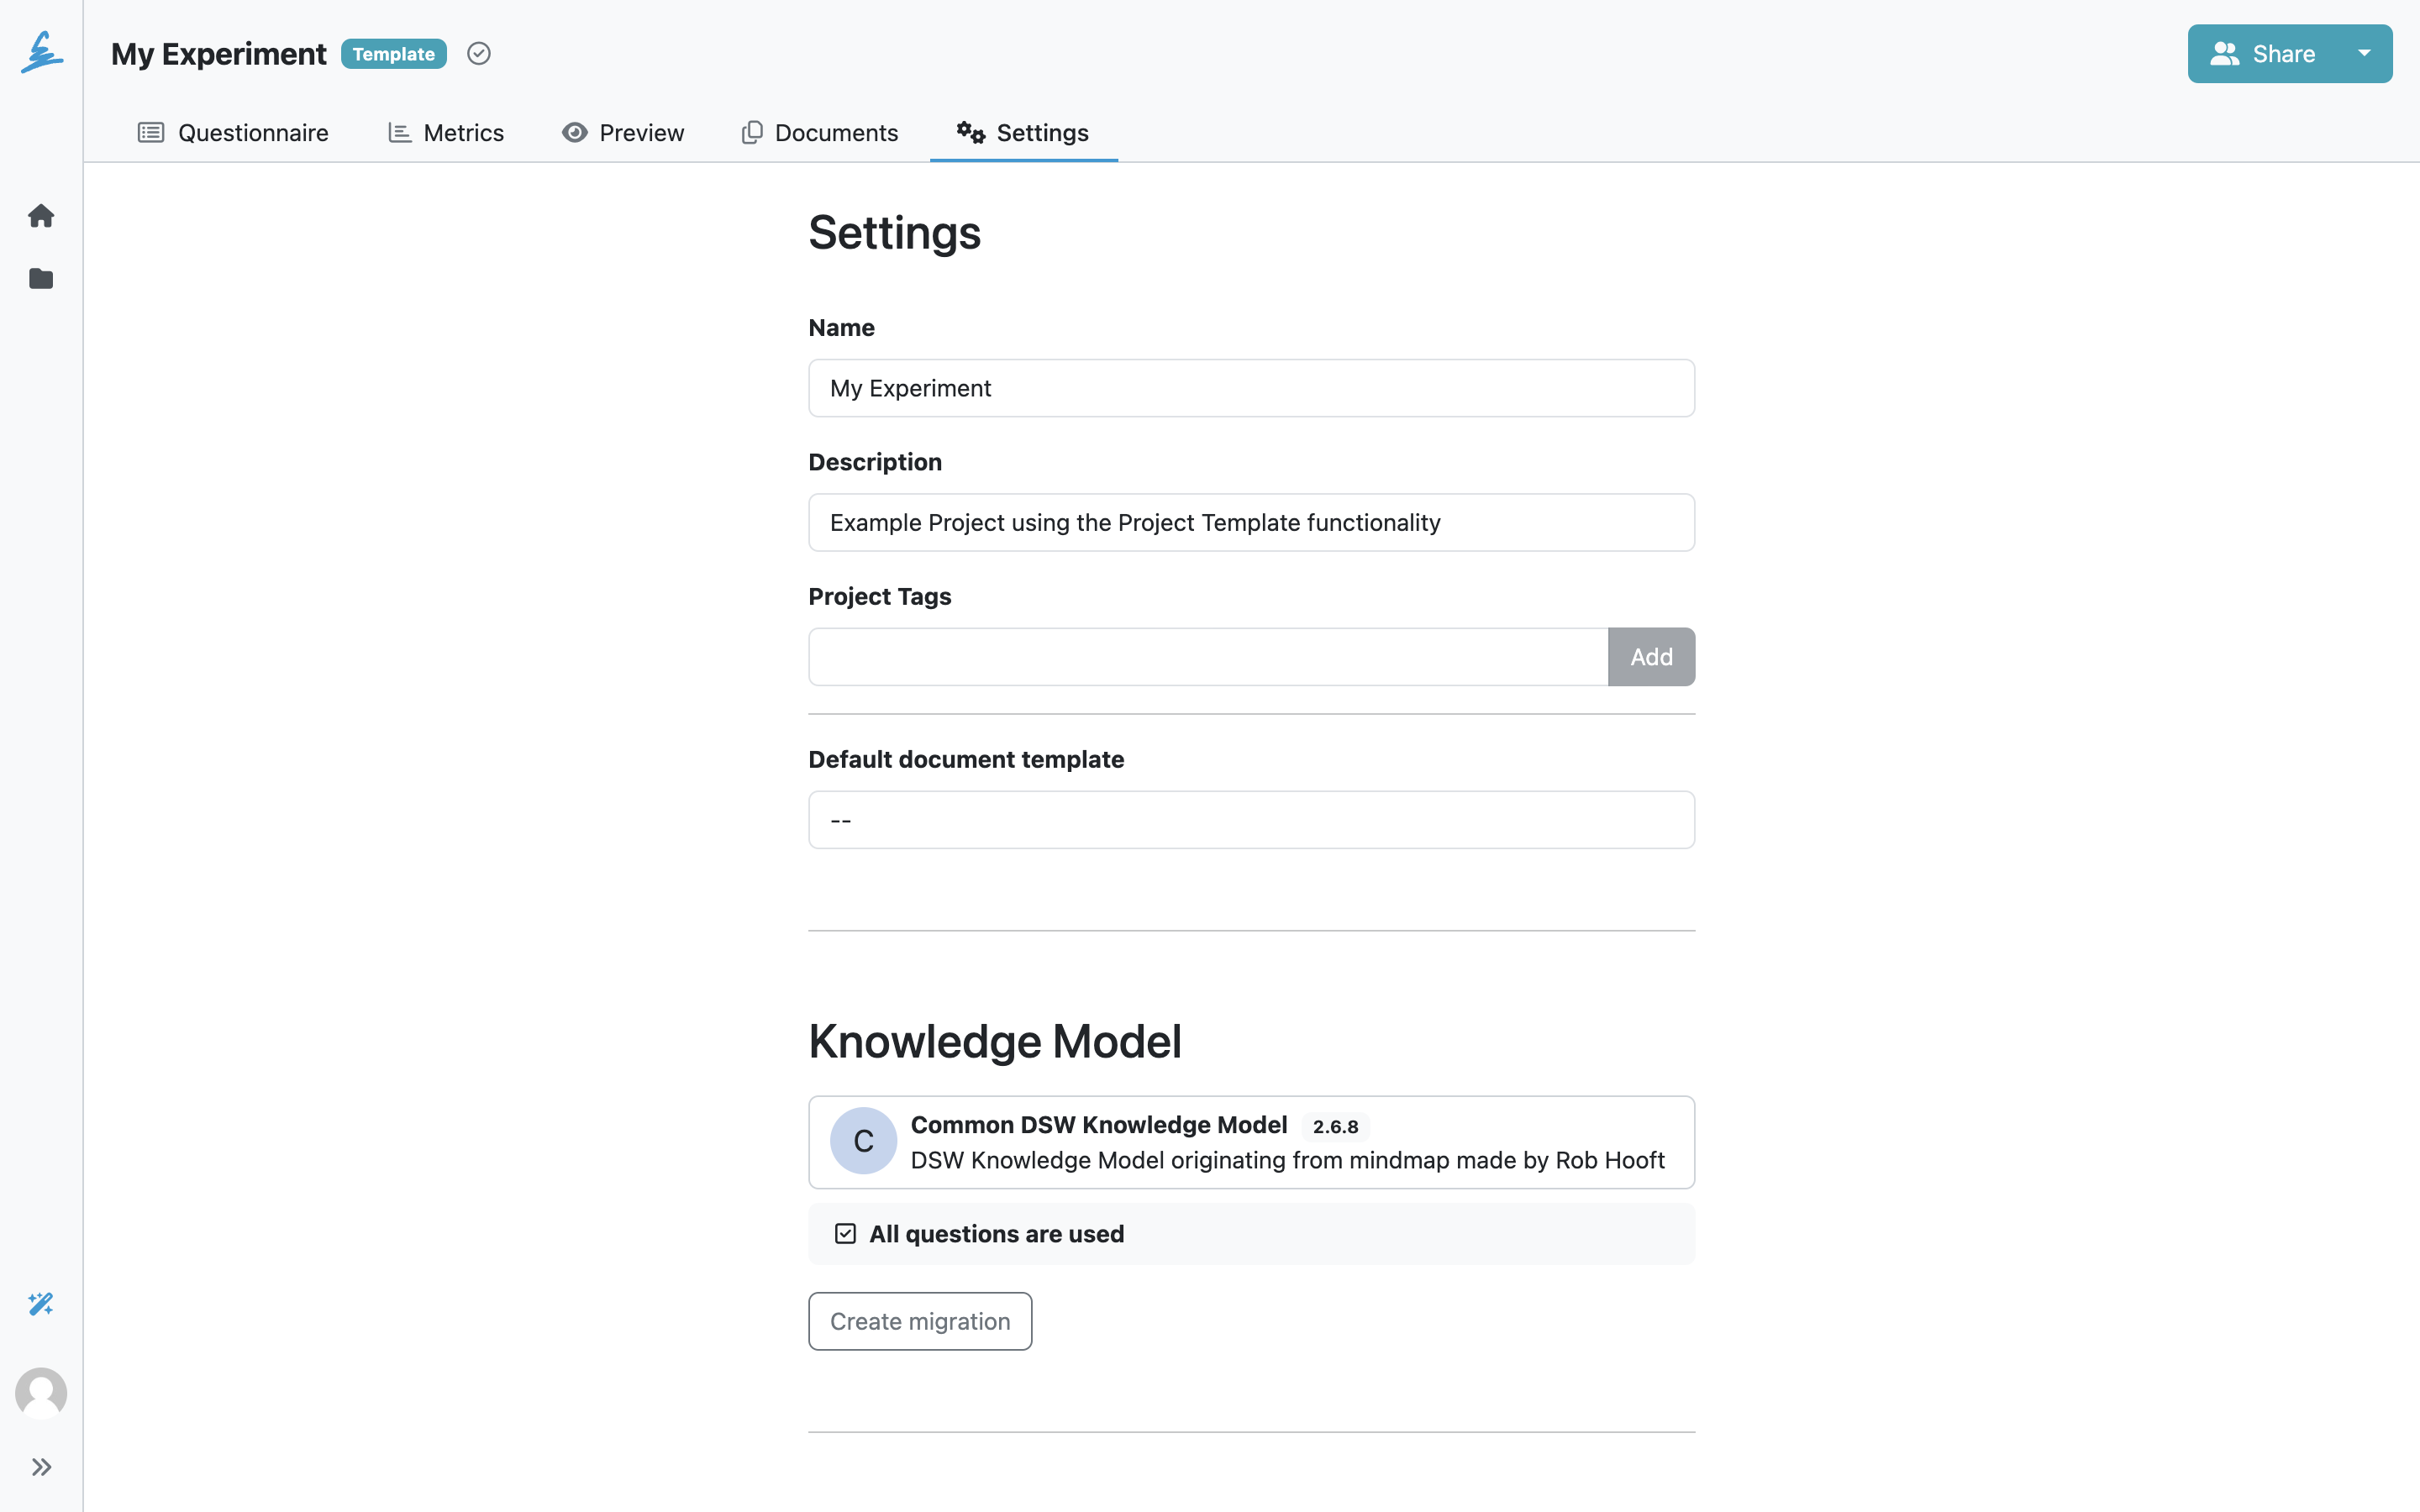 My Experiment Template
Share
Questionnaire Metrics Preview Documents Settings
Settings
Name
My Experiment
Description
Example Project using the Project Template functionality
Project Tags
Add
Default document template
--
Knowledge Model
C
Common DSW Knowledge Model 2.6.8
DSW Knowledge Model originating from mindmap made by Rob Hooft
All questions are used
Create migration